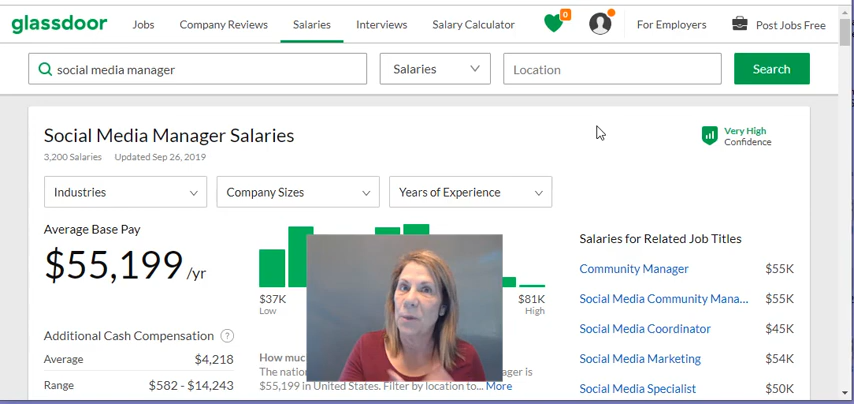 glassdoor Jobs Company Reviews Salaries Interviews Salary Calculator 0 For Employers Post Jobs Free
social media manager Salaries Location Search
Social Media Manager Salaries
3,200 Salaries Updated Sep 26, 2019
Very High
Confidence
Industries Company Sizes Years of Experience
Average Base Pay
$55,199 /yr
$37K
Low
$81K
High
Additional Cash Compensation ?
Average $4,218
Range $582 - $14,243
How muc
The natio
nager is
$55,199 in United States. Filter by location to... More
Salaries for Related Job Titles
Community Manager $55K
Social Media Community Mana... $55K
Social Media Coordinator $45K
Social Media Marketing $54K
Social Media Specialist $50K